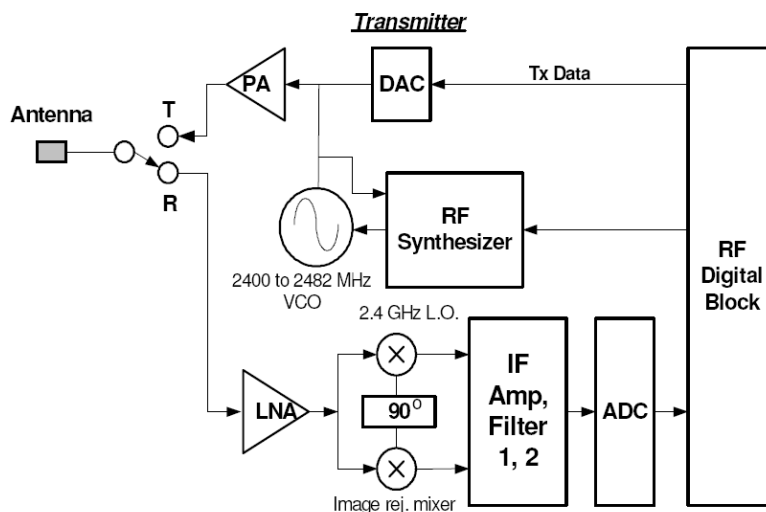 Transmitter
PA
DAC
Tx Data
Antenna
T
R
RF
Synthesizer
2400 to 2482 MHz
VCO
RF
Digital
Block
2.4 GHz L.O.
LNA
90°
IF
Amp,
Filter
1, 2
ADC
Image rej. mixer